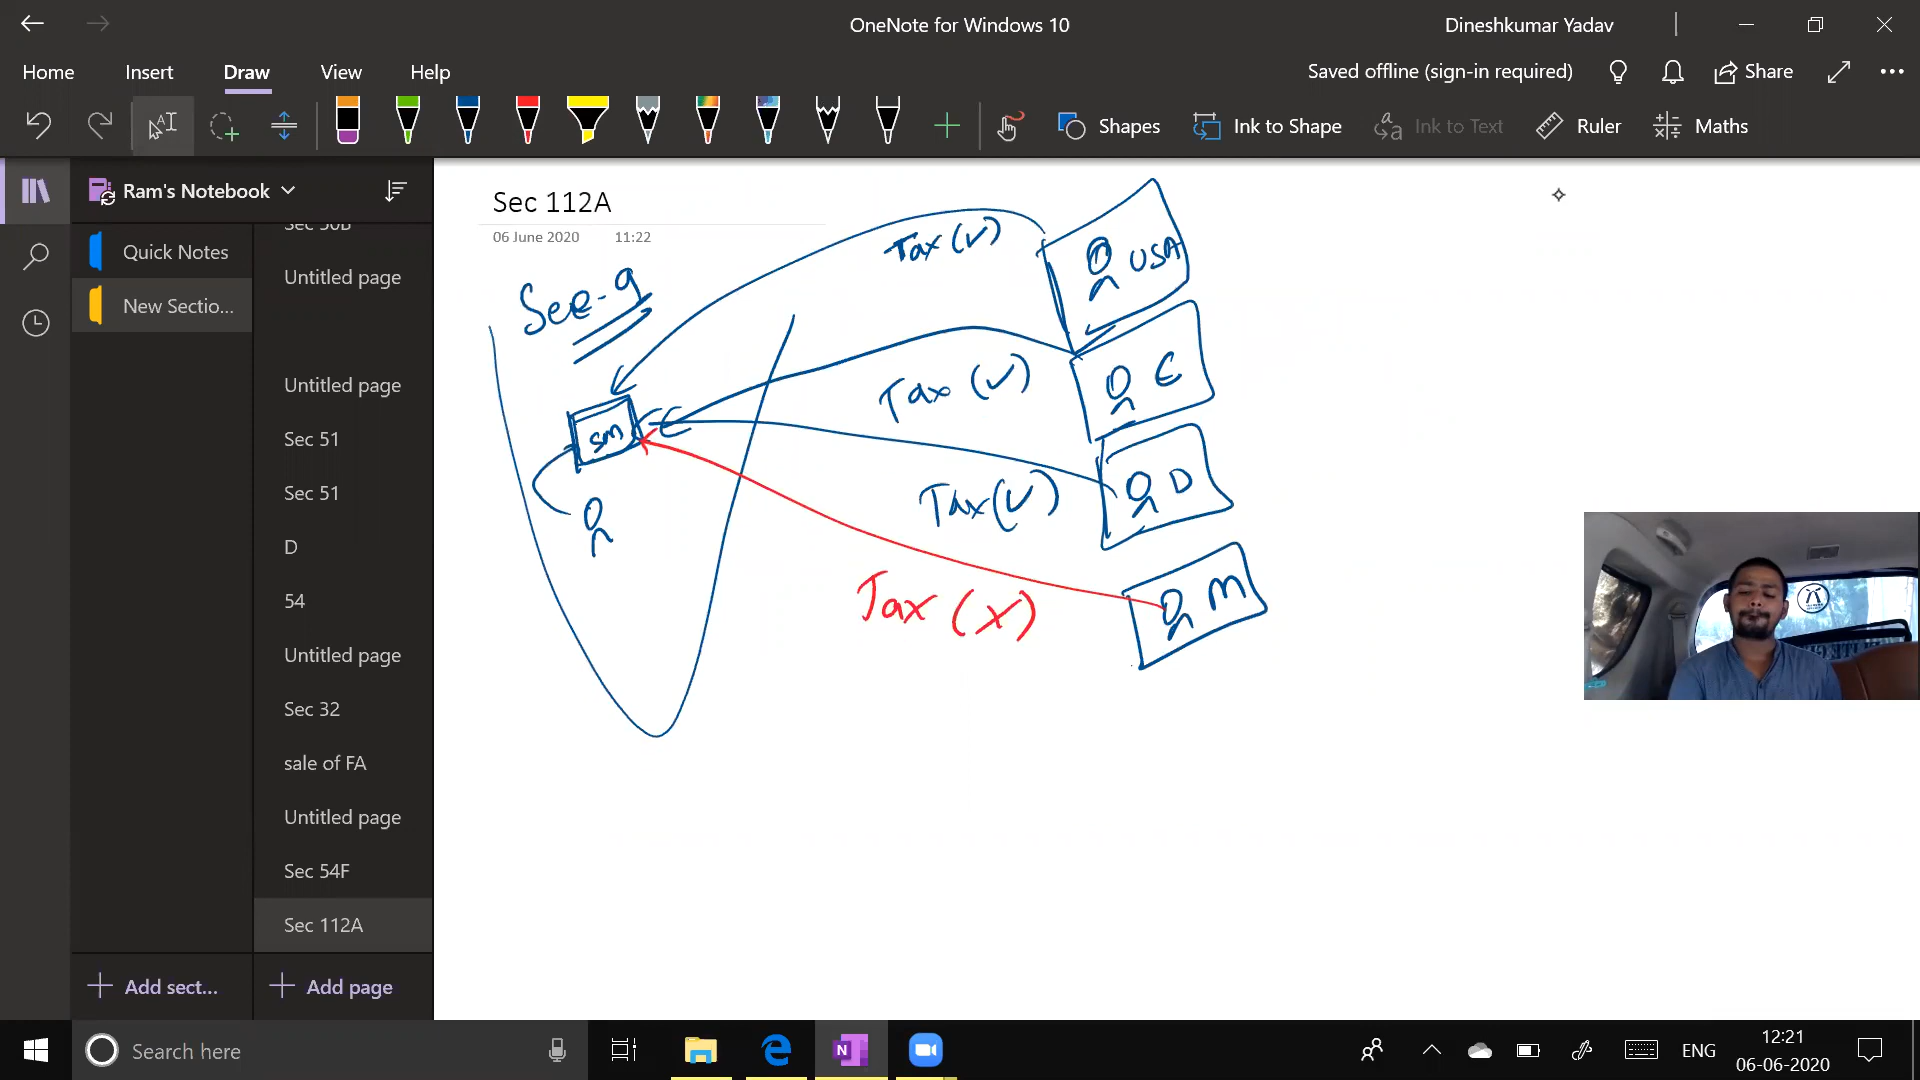 OneNote for Windows 10
Dineshkumar Yadav
Home
Insert
Draw
View
Help
Saved offline (sign-in required)
Share
Shapes
Ink to Shape
Ink to Text
Ruler
Maths
Ram's Notebook
Quick Notes
New Sectio...
Sec 50B
Untitled page
Untitled page
Sec 51
Sec 51
D
54
Untitled page
Sec 32
sale of FA
Untitled page
Sec 54F
Sec 112A
Add sect...
Add page
Sec 112A
06 June 2020 11:22
Sec-9
Tax (✓)
USA
Tax (✓)
E
SM
Tax (✓)
D
Tax (X)
M
Search here
ENG
12:21
06-06-2020